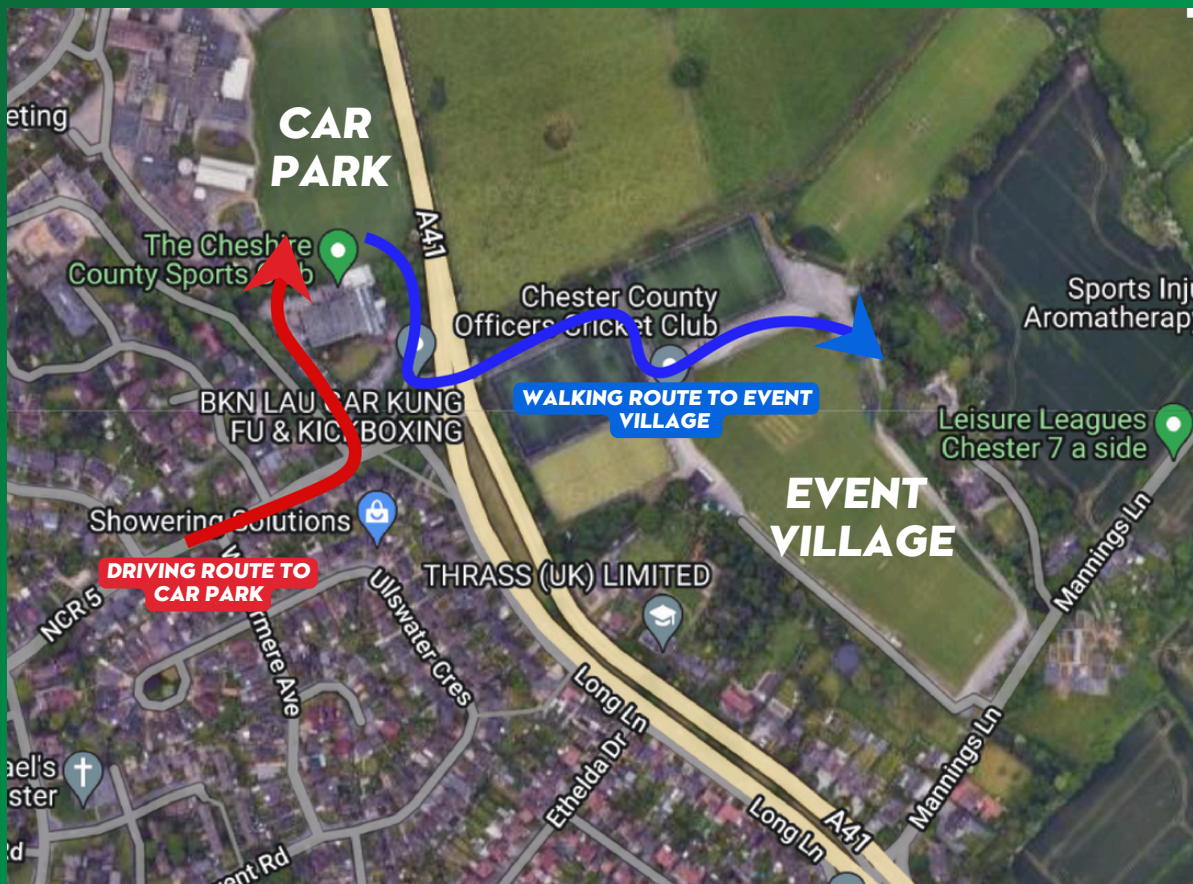 eting
CAR
PARK
A41
The Cheshire
County Sports Club
Chester County
Officers Cricket Club
Sports Inj
Aromatherap
WALKING ROUTE TO EVENT
VILLAGE
BKN LAU GAR KUNG
FU & KICKBOXING
Leisure Leagues
Chester 7 a side
EVENT
VILLAGE
Showering Solutions
DRIVING ROUTE TO
CAR PARK
THRASS (UK) LIMITED
NCR 5
Ullswater Cres
Mannings Ln
Long Ln
Ethelda Dr
Mannings Ln
ael's
ster
Long Ln
A41